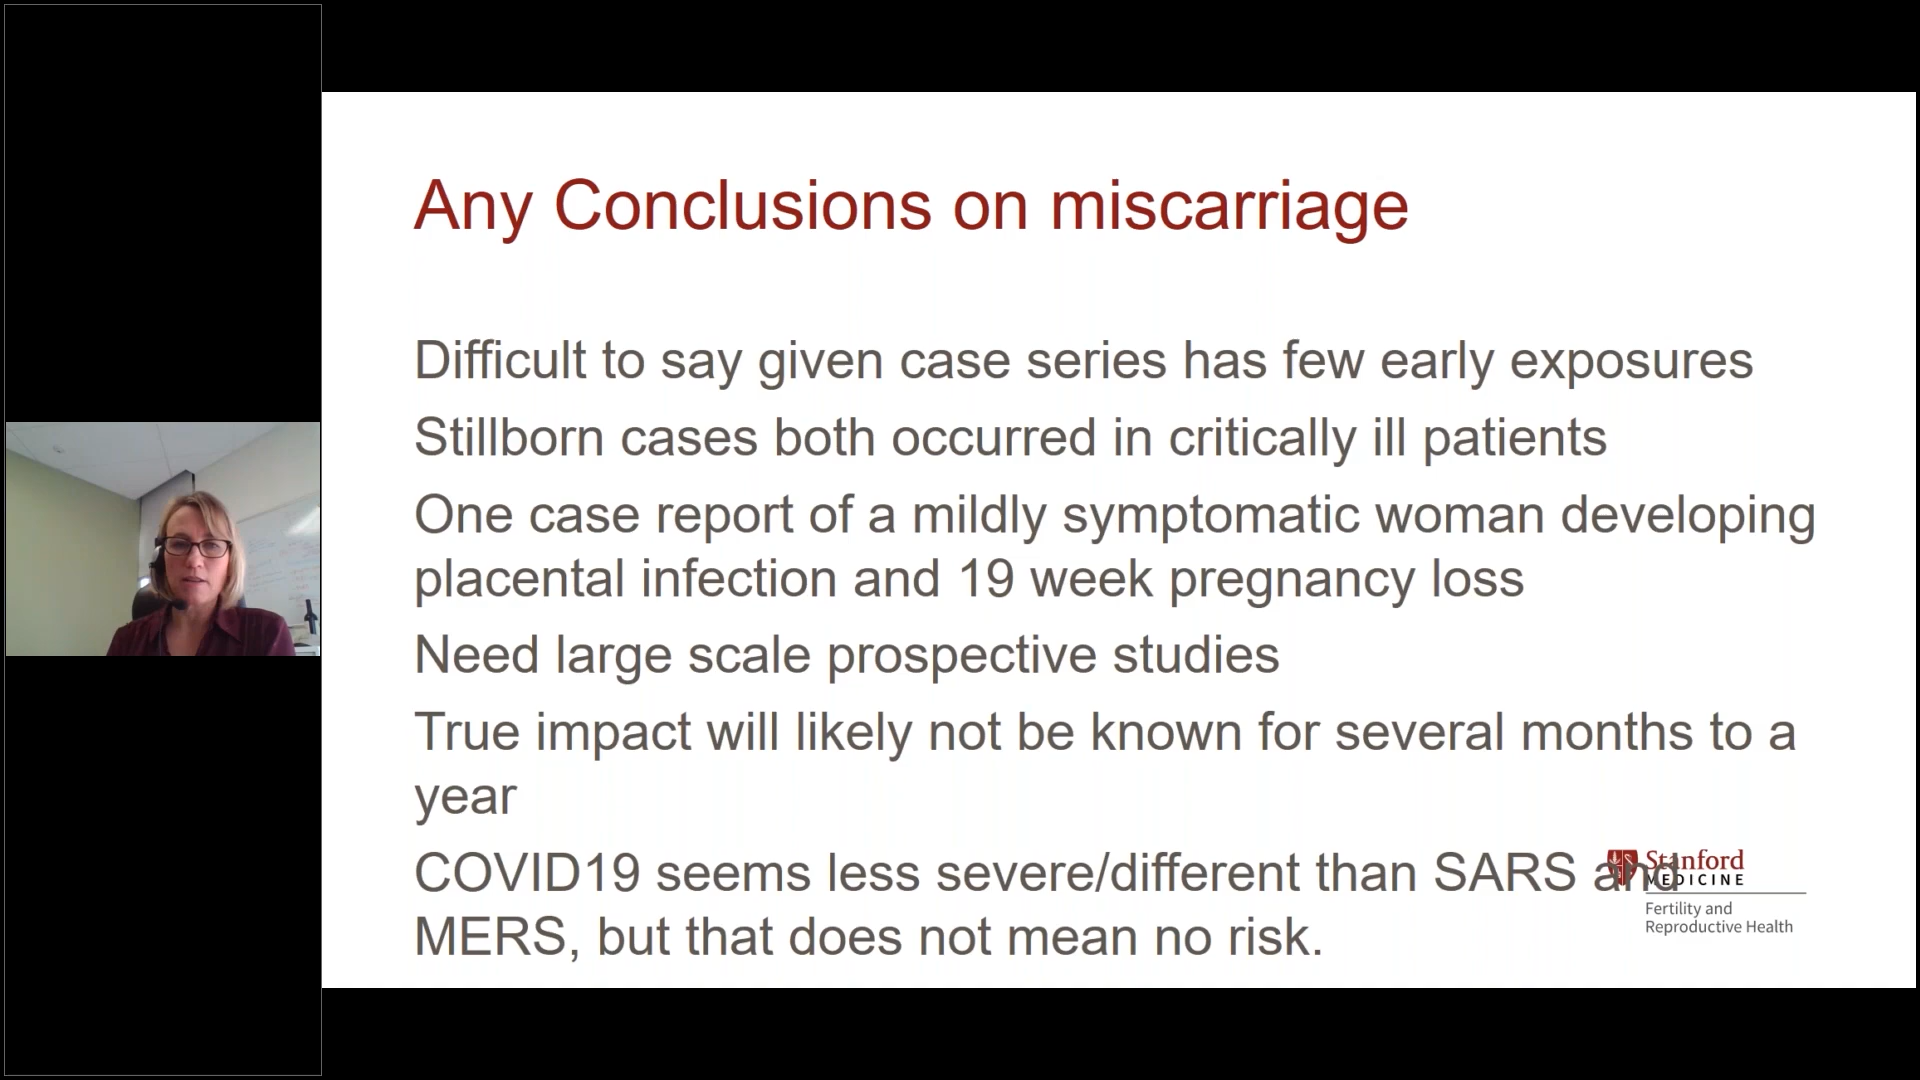 Any Conclusions on miscarriage
Difficult to say given case series has few early exposures
Stillborn cases both occurred in critically ill patients
One case report of a mildly symptomatic woman developing
placental infection and 19 week pregnancy loss
Need large scale prospective studies
True impact will likely not be known for several months to a
year
COVID19 seems less severe/different than SARS and
MERS, but that does not mean no risk.
Stanford
MEDICINE
Fertility and
Reproductive Health